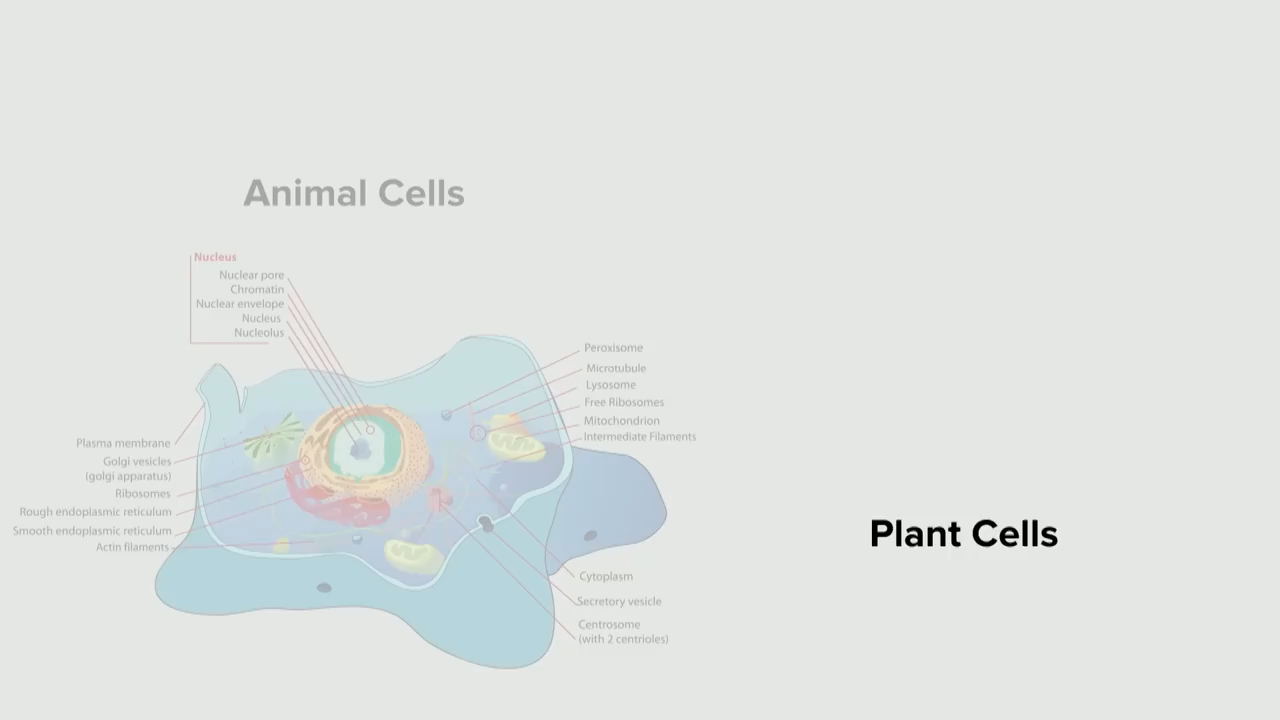 Animal Cells
Nucleus
Nuclear pore
Chromatin
Nuclear envelope
Nucleus
Nucleolus
Peroxisome
Microtubule
Lysosome
Free Ribosomes
Mitochondrion
Intermediate Filaments
Plasma membrane
Golgi vesicles
(golgi apparatus)
Ribosomes
Rough endoplasmic reticulum
Smooth endoplasmic reticulum
Actin filaments
Cytoplasm
Secretory vesicle
Centrosome
(with 2 centrioles)
Plant Cells